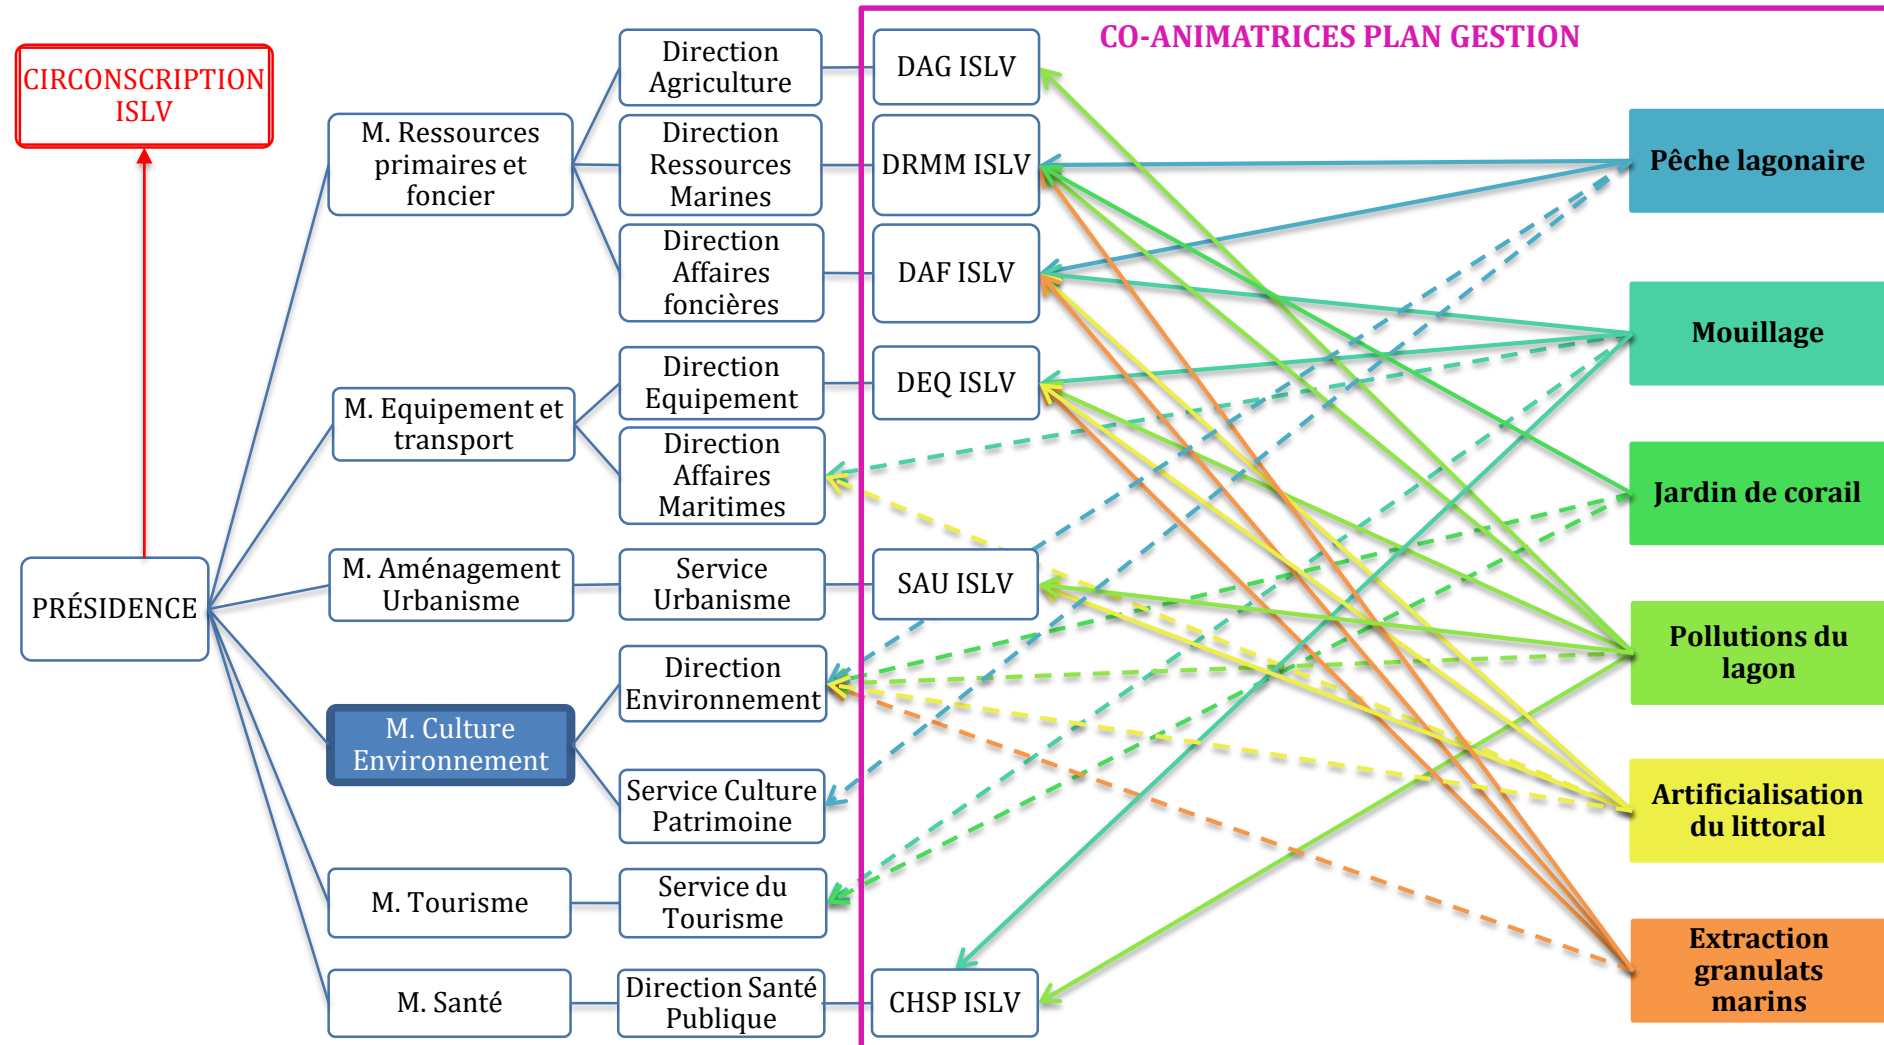 CO-ANIMATRICES PLAN GESTION
CIRCONSCRIPTION
ISLV
PRÉSIDENCE
M. Ressources
primaires et
foncier
M. Equipement et
transport
M. Aménagement
Urbanisme
M. Culture
Environnement
M. Tourisme
M. Santé
Direction
Agriculture
Direction
Ressources
Marines
Direction
Affaires
foncières
Direction
Equipement
Direction
Affaires
Maritimes
Service
Urbanisme
Direction
Environnement
Service Culture
Patrimoine
Service du
Tourisme
Direction Santé
Publique
DAG ISLV
DRMM ISLV
DAF ISLV
DEQ ISLV
SAU ISLV
CHSP ISLV
Pêche lagonaire
Mouillage
Jardin de corail
Pollutions du
lagon
Artificialisation
du littoral
Extraction
granulats
marins